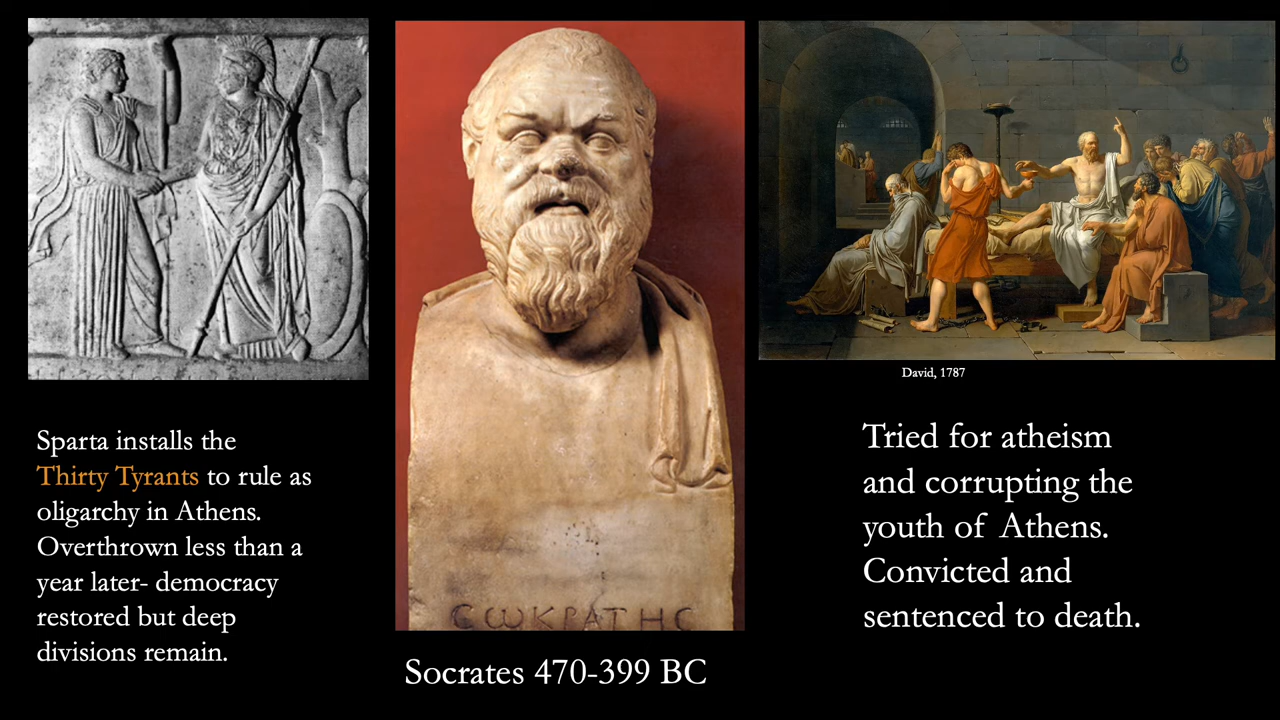 Sparta installs the
Thirty Tyrants to rule as
oligarchy in Athens.
Overthrown less than a
year later- democracy
restored but deep
divisions remain.
CωKPATHC
Socrates 470-399 BC
David, 1787
Tried for atheism
and corrupting the
youth of Athens.
Convicted and
sentenced to death.